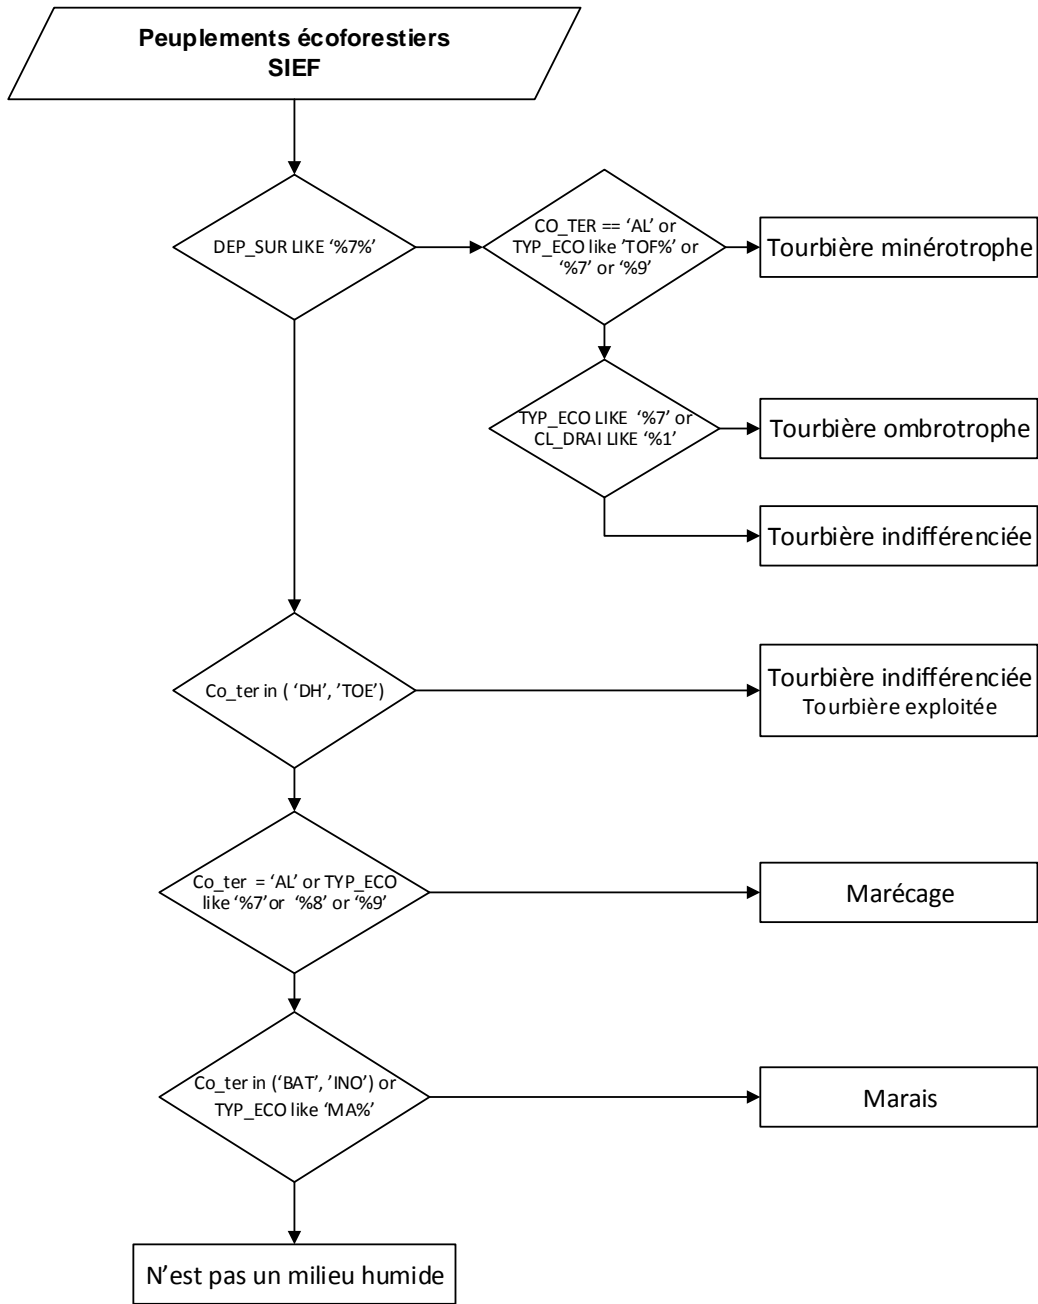 Peuplements écoforestiers
SIEF
DEP_SUR LIKE ‘%7%’
CO_TER == ‘AL’ or
TYP_ECO like ’TOF%’ or
‘%7’ or ‘%9’
Tourbière minérotrophe
TYP_ECO LIKE ‘%7’ or
CL_DRAI LIKE ‘%1’
Tourbière ombrotrophe
Tourbière indifférenciée
Co_ter in ( ‘DH’, ’TOE’)
Tourbière indifférenciée
Tourbière exploitée
Co_ter = ‘AL’ or TYP_ECO
like ‘%7’or ‘%8’ or ‘%9’
Marécage
Co_ter in (‘BAT’, ’INO’) or
TYP_ECO like ‘MA%’
Marais
N’est pas un milieu humide